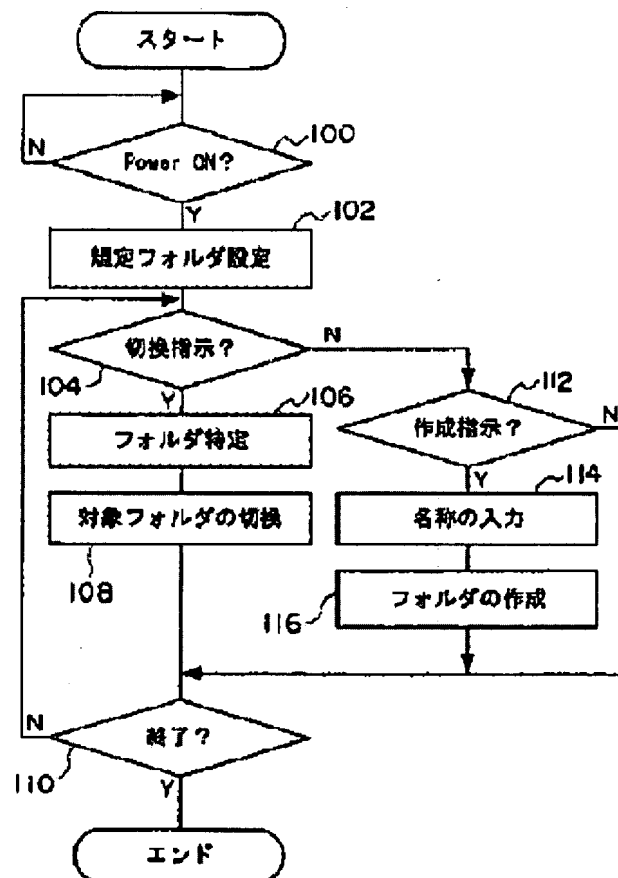 スタート
100
N
Power ON?
Y
102
規定フォルダ設定
切換指示?
N
104
Y
106
112
フォルダ特定
作成指示?
N
Y
114
対象フォルダの切換
名称の入力
108
フォルダの作成
116
N
終了?
110
Y
エンド